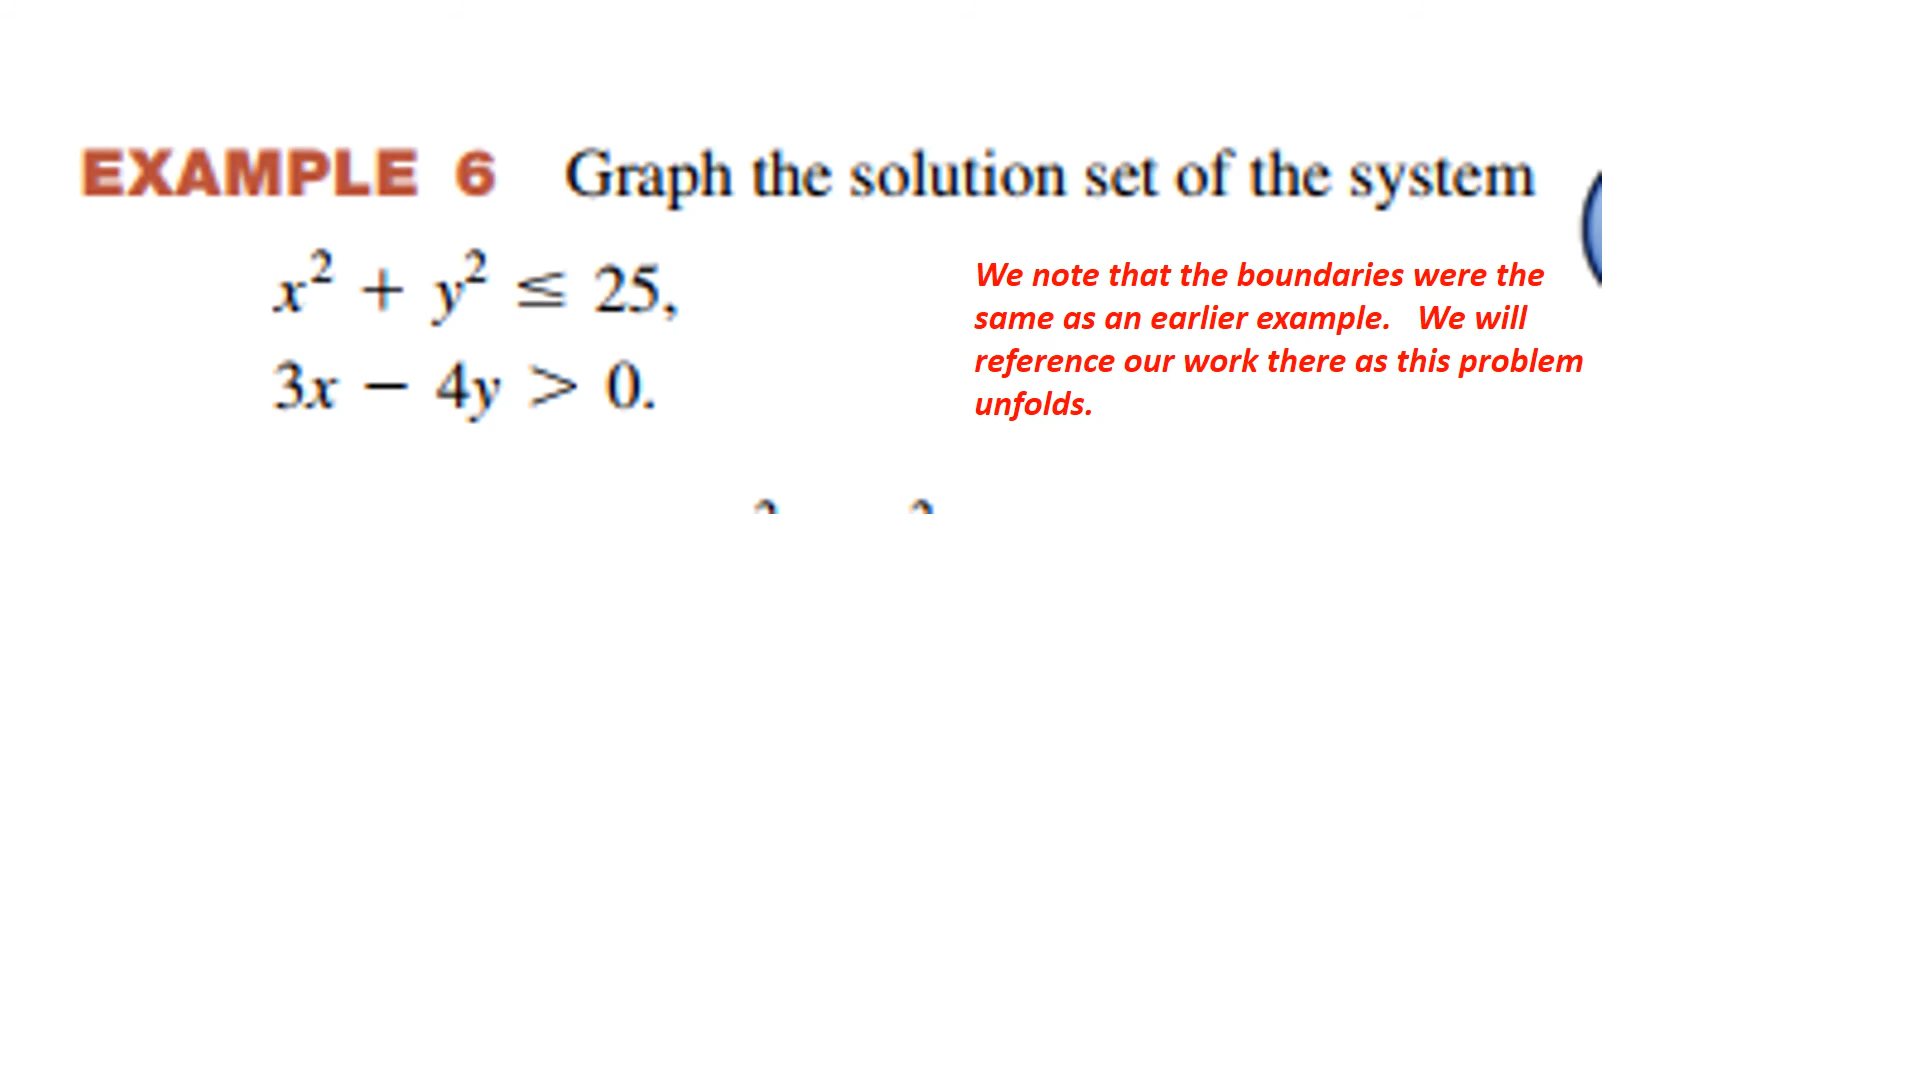 EXAMPLE 6 Graph the solution set of the system
x² + y² ≤ 25,
3x − 4y > 0.
We note that the boundaries were the
same as an earlier example. We will
reference our work there as this problem
unfolds.